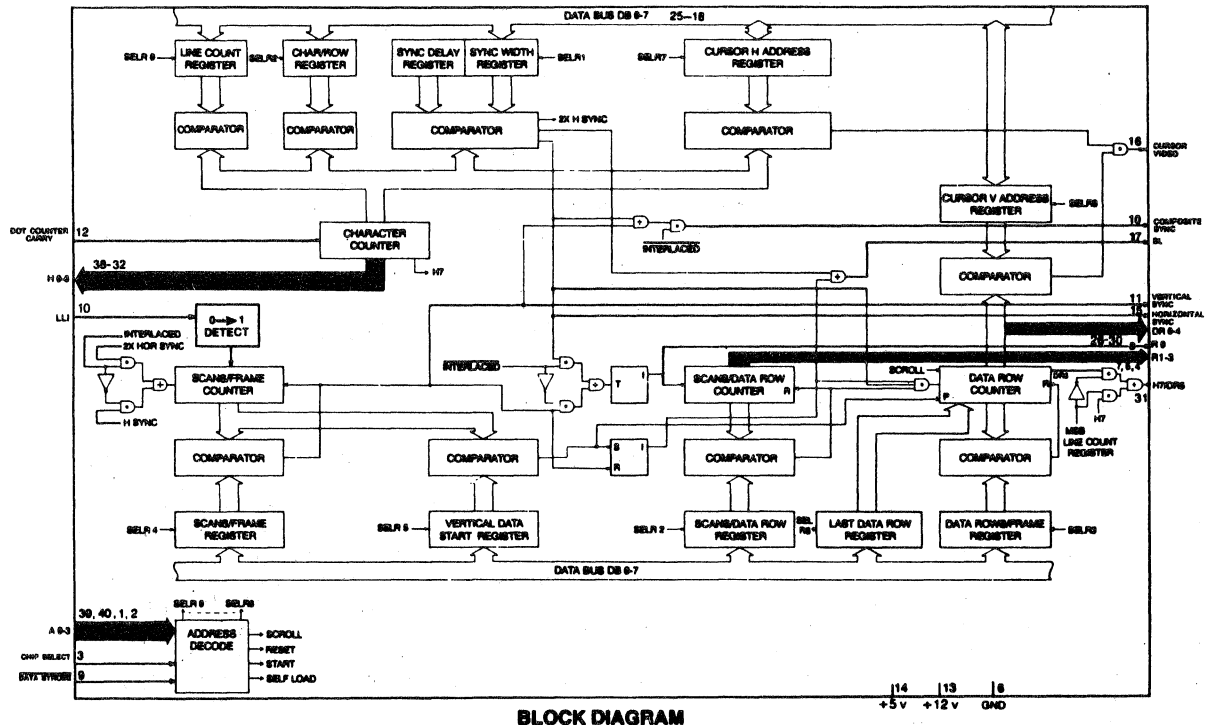 DATA BUS DB 0-7 25–18
SELR 0
LINE COUNT
REGISTER
SELR2
CHAR/ROW
REGISTER
SYNC DELAY
REGISTER
SYNC WIDTH
REGISTER
SELR1
SELR7
CURSOR H ADDRESS
REGISTER
COMPARATOR
COMPARATOR
COMPARATOR
2X H SYNC
COMPARATOR
16
CURSOR
VIDEO
CURSOR V ADDRESS
REGISTER
SELR8
DOT COUNTER
CARRY
12
CHARACTER
COUNTER
H7
INTERLACED
10
COMPOSITE
SYNC
17
BL
38-32
H 0-6
COMPARATOR
LLI
10
0 → 1
DETECT
11
VERTICAL
SYNC
15
HORIZONTAL
SYNC
DR 0-4
26-30
INTERLACED
2X HOR SYNC
H SYNC
SCANS/FRAME
COUNTER
INTERLACED
T
I
R 0
R1-3
SCANS/DATA ROW
COUNTER
R
SCROLL
DATA ROW
COUNTER
R
P
7, 5, 4
H7/DR5
31
H7
MSB
LINE COUNT
REGISTER
COMPARATOR
COMPARATOR
S
I
R
COMPARATOR
COMPARATOR
SELR 4
SCANS/FRAME
REGISTER
SELR 5
VERTICAL DATA
START REGISTER
SELR 2
SCANS/DATA ROW
REGISTER
SEL
R6
LAST DATA ROW
REGISTER
DATA ROWS/FRAME
REGISTER
SELR3
DATA BUS DB 0-7
SELR 0
SELR8
39, 40, 1, 2
A 0-3
ADDRESS
DECODE
SCROLL
RESET
START
SELF LOAD
CHIP SELECT
3
DATA STROBE
9
14
+5 v
13
+12 v
6
GND
BLOCK DIAGRAM